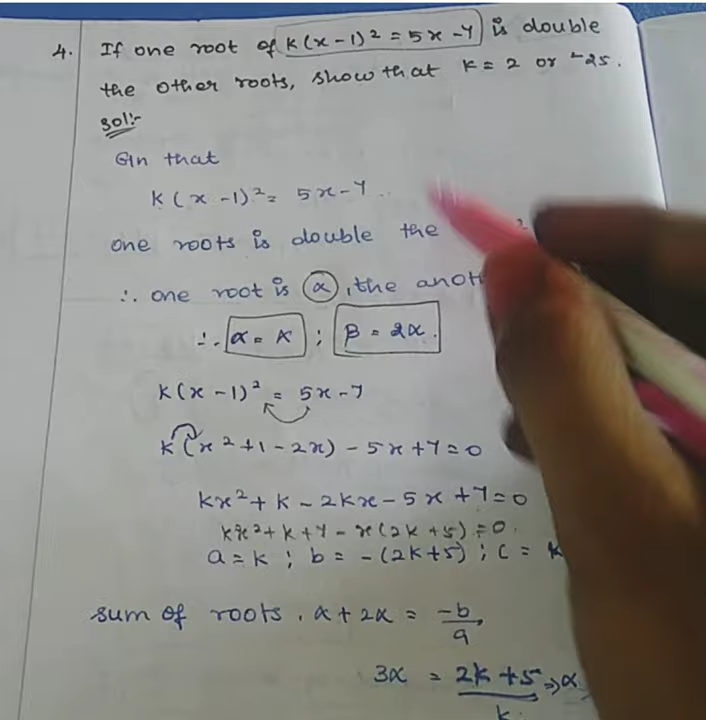 4. If one root of k(x-1)² = 5x-7 is double
the other roots, show that k = 2 or -25.
Sol:-
Gn that
k(x-1)² = 5x-7
one roots is double the
∴ one root is α, the
∴ α = α ; β = 2α.
k(x-1)² = 5x-7
k(x²+1-2x) - 5x+7=0
kx²+k-2kx-5x+7=0
kx²+k+7-x(2k+5)=0.
a=k ; b = -(2k+5) ; c =
sum of roots. α+2α = -b/a
3α = 2k+5/k ⇒ α